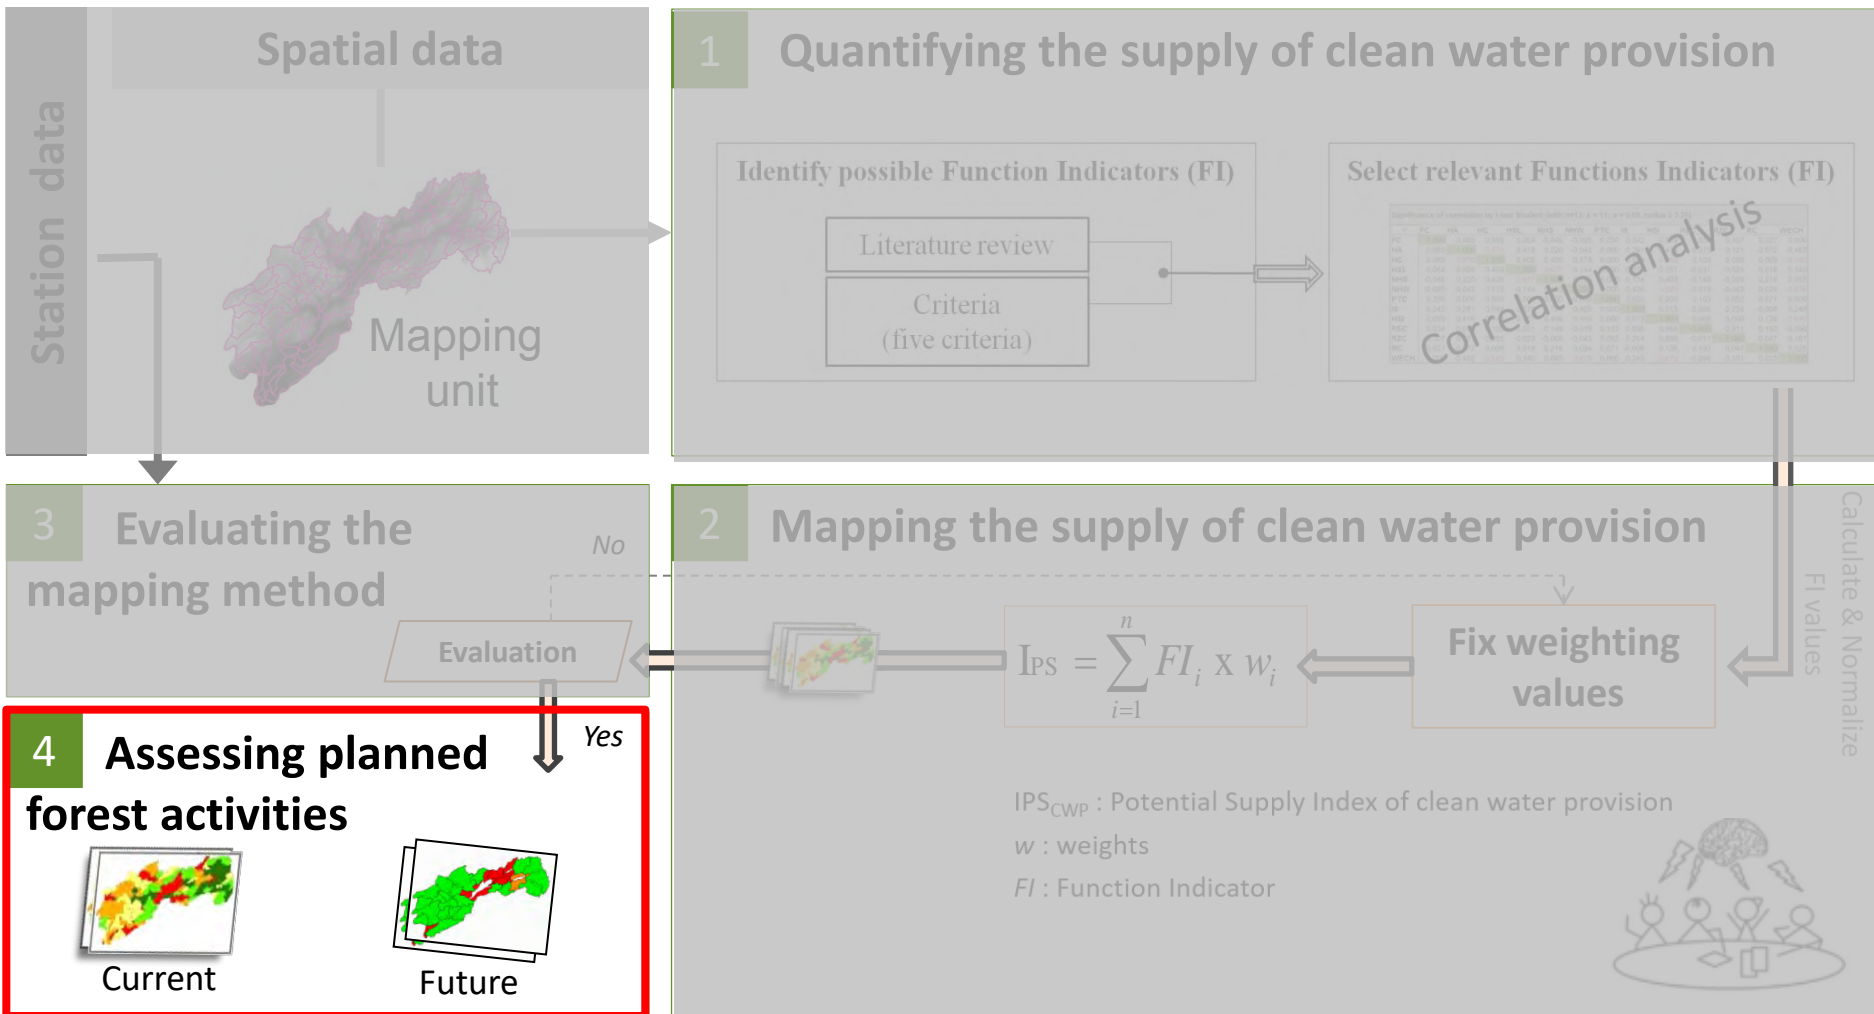 Station data
Spatial data
Mapping
unit
1
Quantifying the supply of clean water provision
Identify possible Function Indicators (FI)
Literature review
Criteria
(five criteria)
Select relevant Functions Indicators (FI)
Correlation analysis
3
Evaluating the
mapping method
No
Evaluation
2
Mapping the supply of clean water provision
IPS = n ∑ i=1 FIi x wi
Fix weighting
values
Calculate & Normalize
FI values
IPSCWP : Potential Supply Index of clean water provision
w : weights
FI : Function Indicator
4
Assessing planned
forest activities
Yes
Current
Future